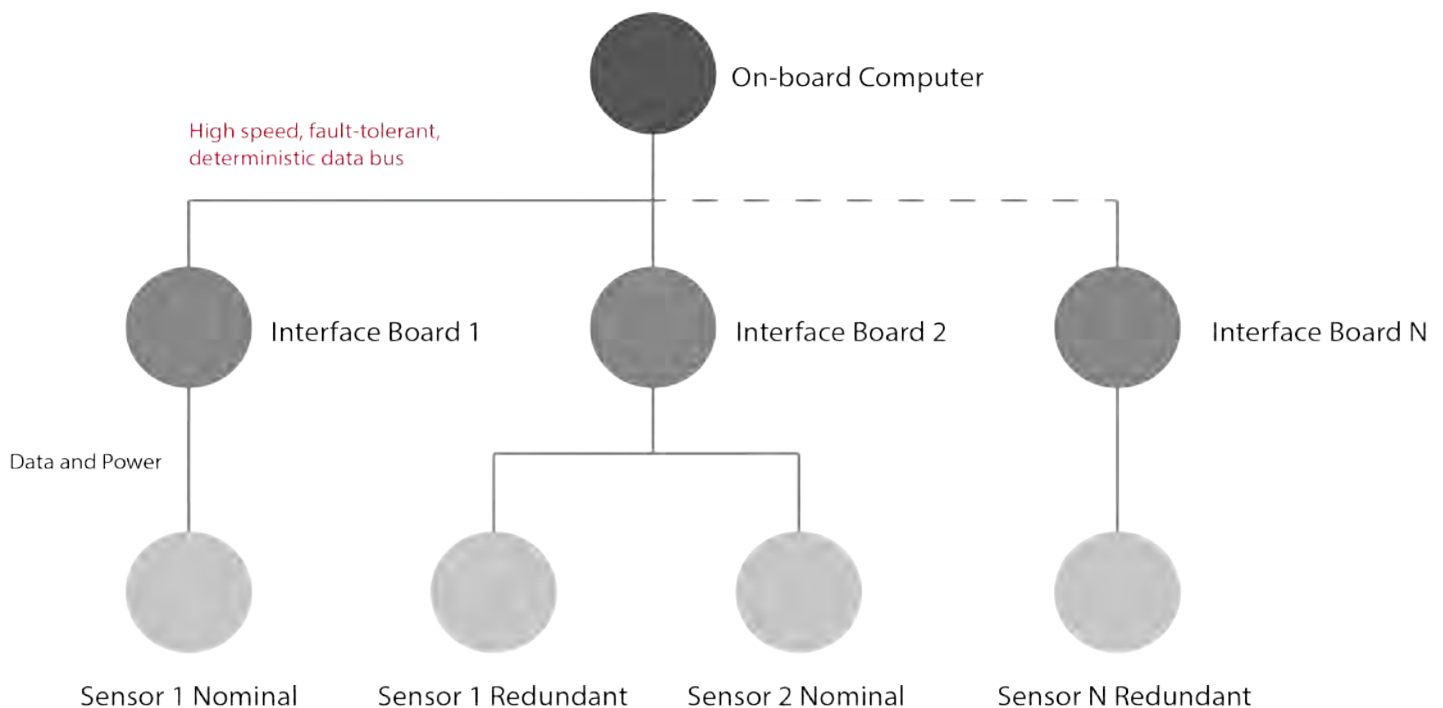 On-board Computer
High speed, fault-tolerant,
deterministic data bus
Interface Board 1
Interface Board 2
Interface Board N
Data and Power
Sensor 1 Nominal
Sensor 1 Redundant
Sensor 2 Nominal
Sensor N Redundant